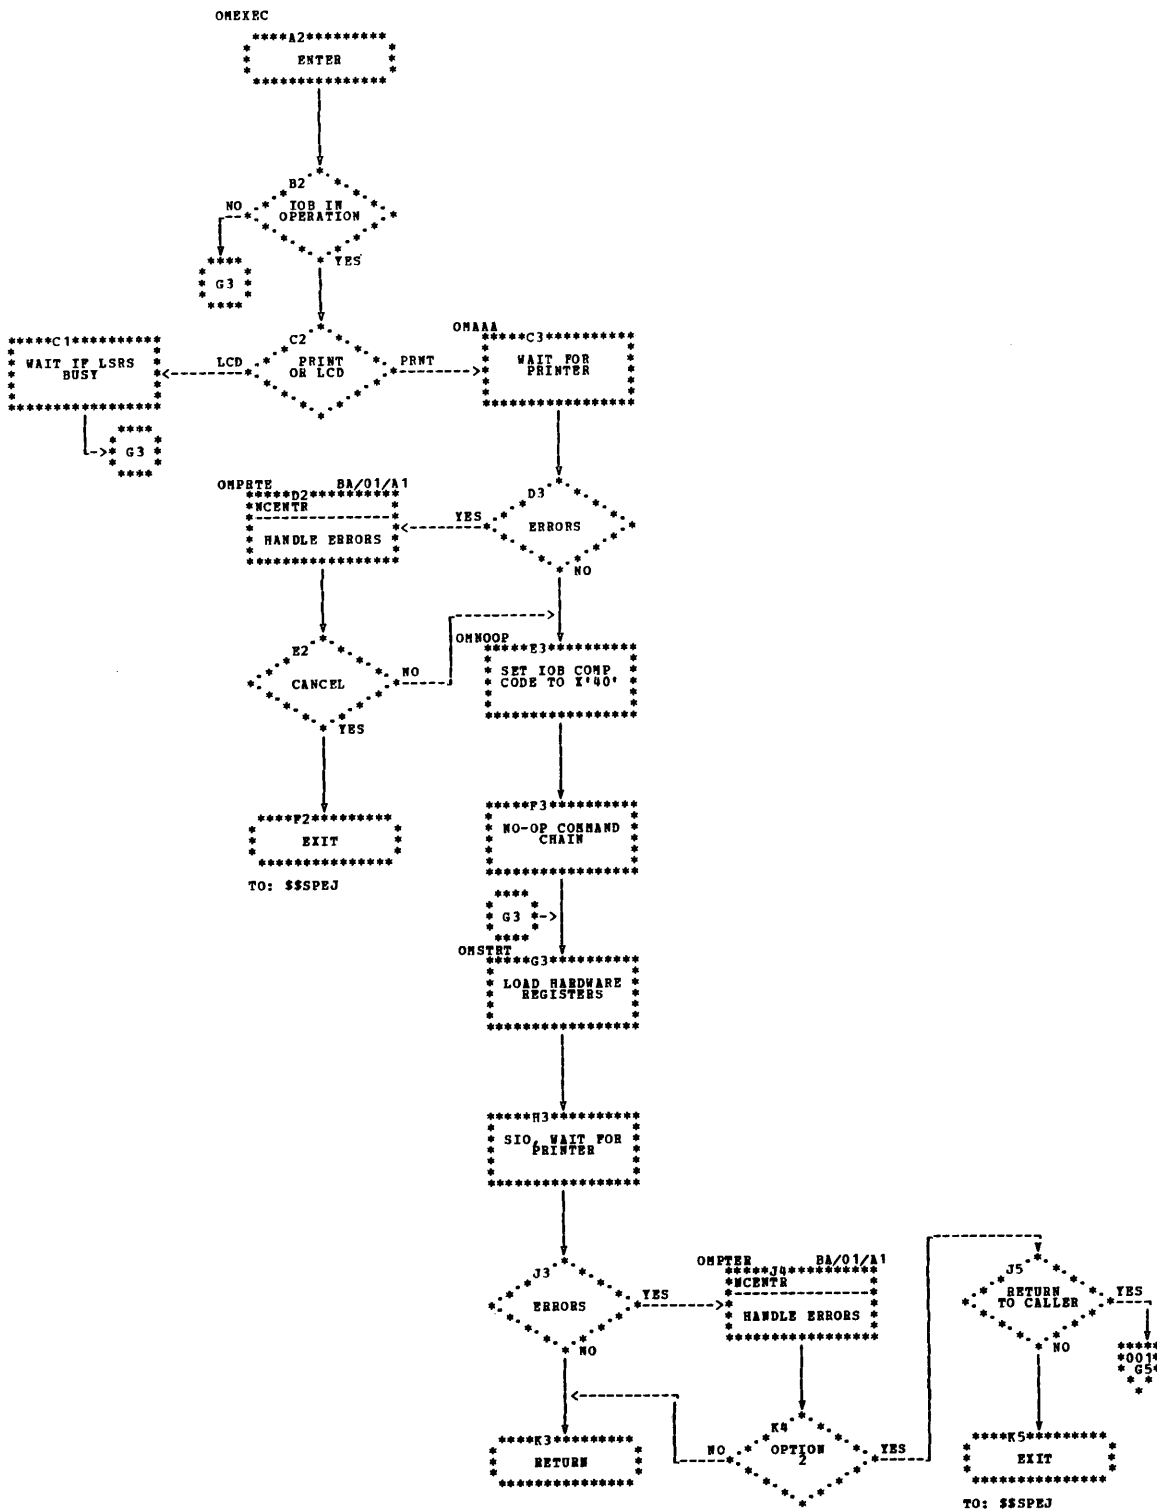 OMEXEC
A2
ENTER
B2
IOB IN
OPERATION
NO
YES
G3
C1
WAIT IF LSRS
BUSY
LCD
C2
PRINT
OR LCD
PRNT
OMAAA
C3
WAIT FOR
PRINTER
G3
OMPRTE
BA/01/A1
D2
NCENTR
HANDLE ERRORS
YES
D3
ERRORS
NO
E2
CANCEL
NO
YES
OMNOOP
E3
SET IOB COMP
CODE TO X'40'
F2
EXIT
TO: $$SPEJ
F3
NO-OP COMMAND
CHAIN
G3
OMSTRT
G3
LOAD HARDWARE
REGISTERS
H3
SIO, WAIT FOR
PRINTER
J3
ERRORS
YES
NO
OMPTER
BA/01/A1
J4
NCENTR
HANDLE ERRORS
J5
RETURN
TO CALLER
YES
NO
001
G5
K3
RETURN
NO
K4
OPTION
2
YES
K5
EXIT
TO: $$SPEJ